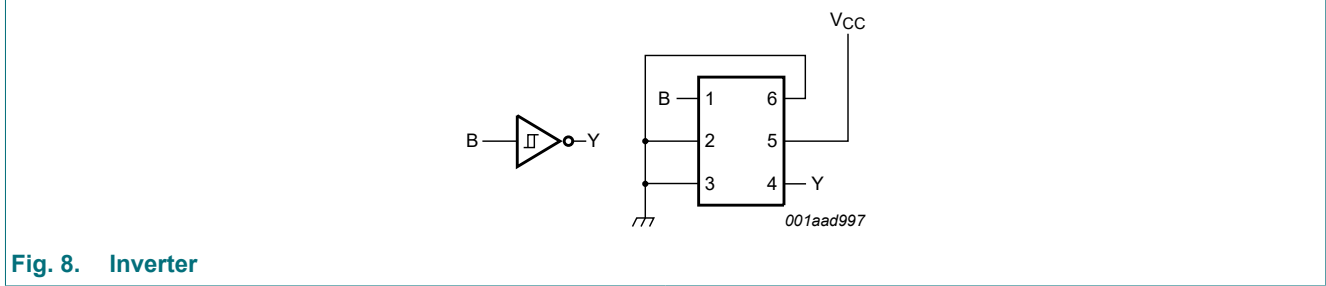 VCC
B 1 6
B Y
2 5
3 4 Y
001aad997
Fig. 8. Inverter